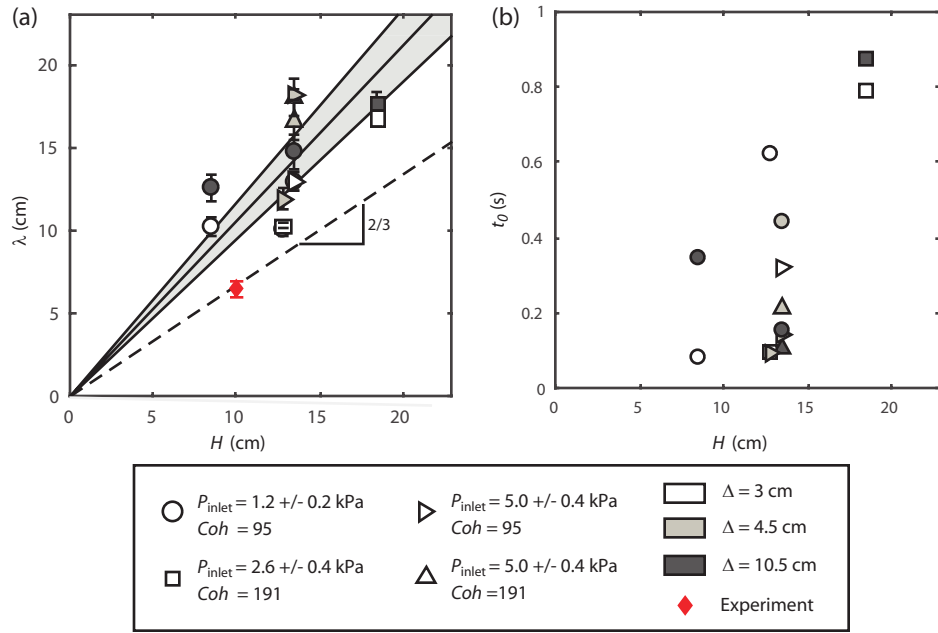 (a)
20
15
10
5
0
λ (cm)
0
5
10
15
20
H (cm)
2/3
(b)
1
0.8
0.6
0.4
0.2
0
t0 (s)
0
5
10
15
20
H (cm)
Pinlet = 1.2 +/- 0.2 kPa
Coh = 95
Pinlet = 2.6 +/- 0.4 kPa
Coh = 191
Pinlet = 5.0 +/- 0.4 kPa
Coh = 95
Pinlet = 5.0 +/- 0.4 kPa
Coh =191
Δ = 3 cm
Δ = 4.5 cm
Δ = 10.5 cm
Experiment